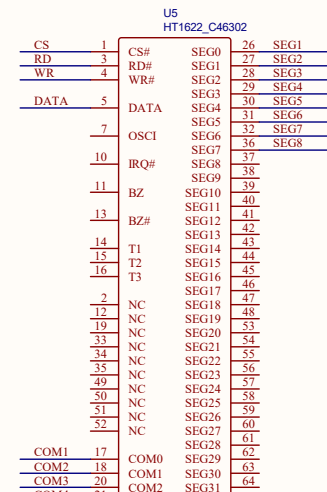 U5
HT1622_C46302
CS 1 CS# SEG0 26 SEG1
RD 3 RD# SEG1 27 SEG2
WR 4 WR# SEG2 28 SEG3
SEG3 29 SEG4
DATA 5 DATA SEG4 30 SEG5
SEG5 31 SEG6
7 OSCI SEG6 32 SEG7
SEG7 36 SEG8
10 IRQ# SEG8 37
SEG9 38
11 BZ SEG10 39
SEG11 40
13 BZ# SEG12 41
SEG13 42
14 T1 SEG14 43
15 T2 SEG15 44
16 T3 SEG16 45
SEG17 46
2 NC SEG18 47
12 NC SEG19 48
19 NC SEG20 53
33 NC SEG21 54
34 NC SEG22 55
35 NC SEG23 56
49 NC SEG24 57
50 NC SEG25 58
51 NC SEG26 59
52 NC SEG27 60
SEG28 61
COM1 17 COM0 SEG29 62
COM2 18 COM1 SEG30 63
COM3 20 COM2 SEG31 64